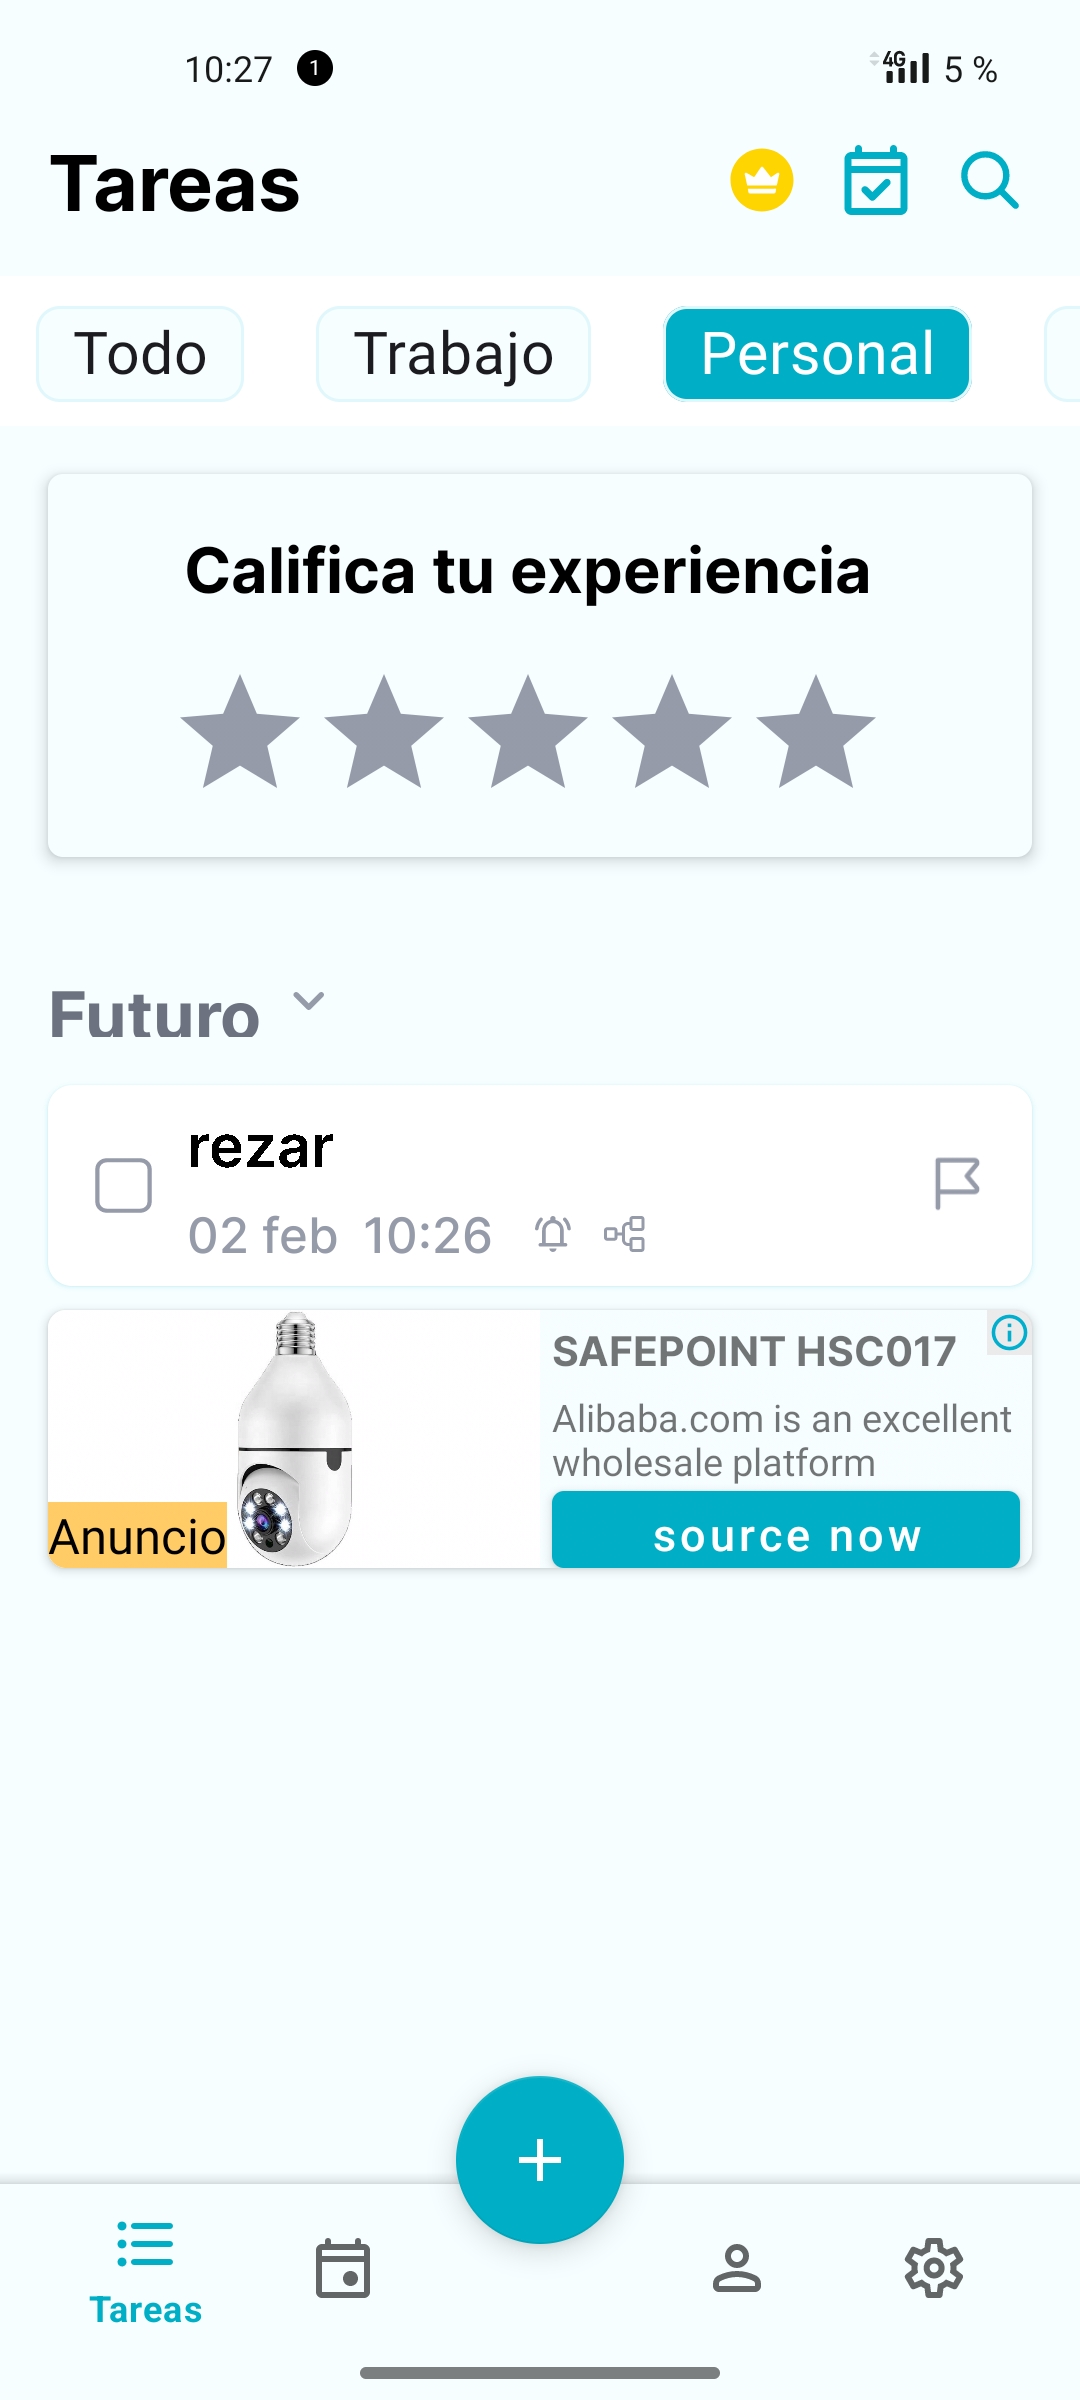 10:27 1 4G 5 %
Tareas
Todo Trabajo Personal
Califica tu experiencia
Futuro
rezar
02 feb 10:26
SAFEPOINT HSC017
Alibaba.com is an excellent
wholesale platform
Anuncio
source now
Tareas